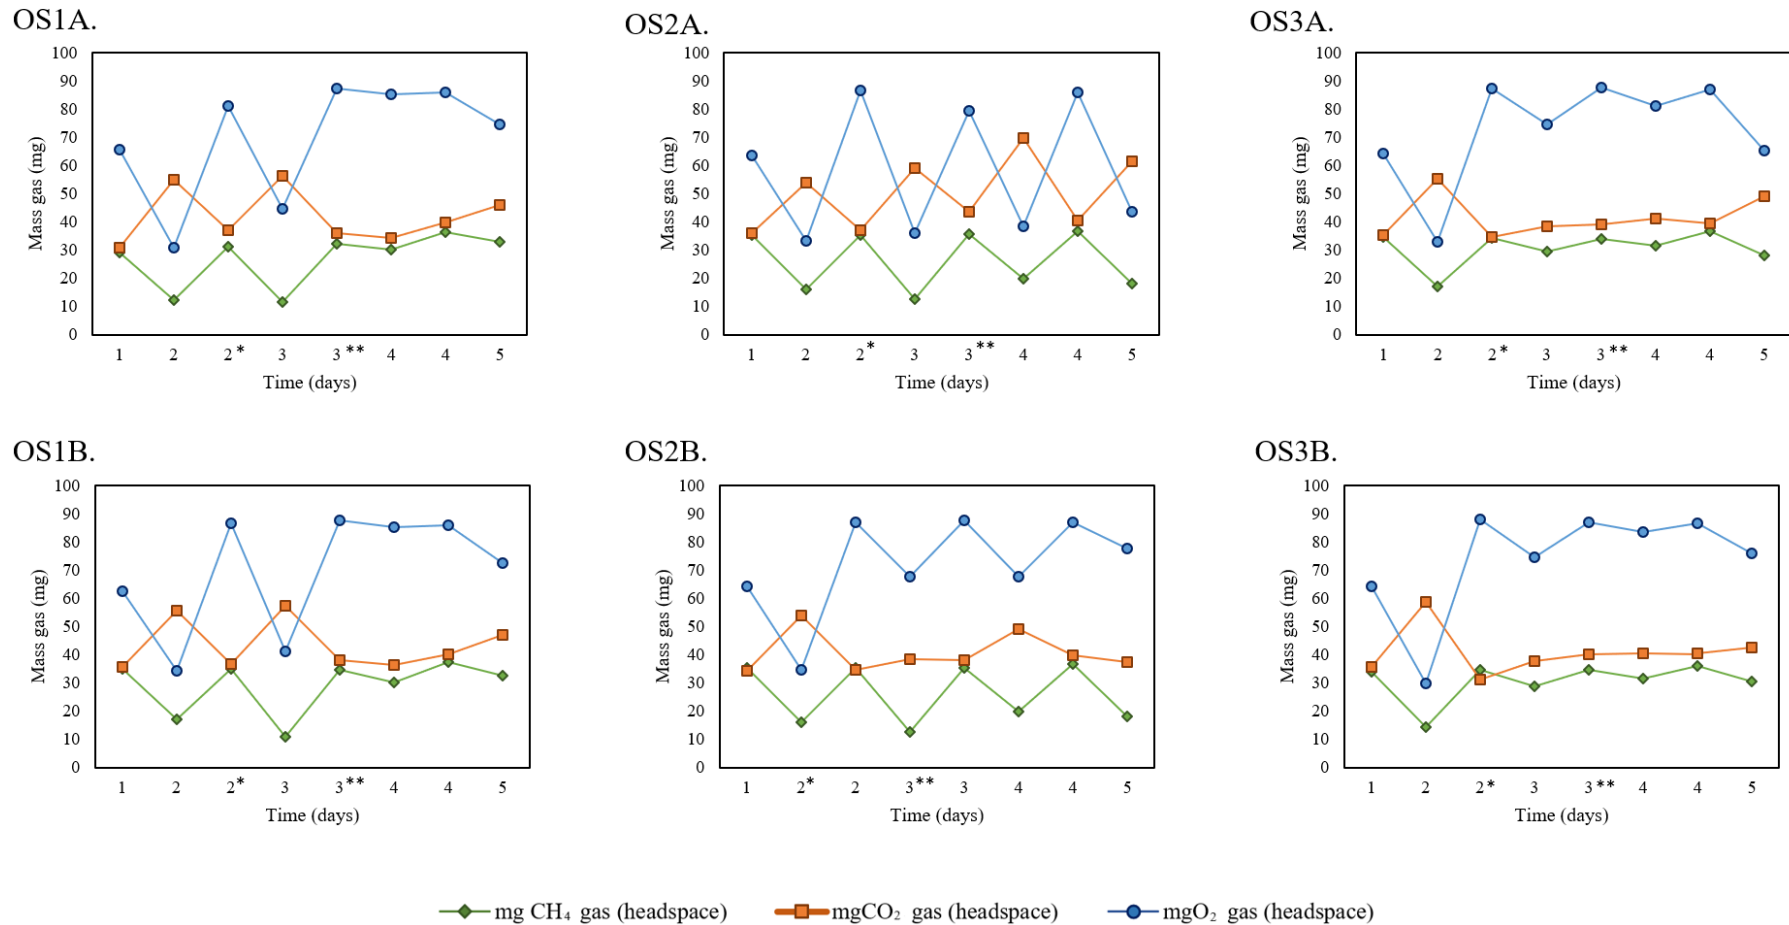 OS1A.
OS2A.
OS3A.
100
90
80
70
60
50
40
30
20
10
0
Mass gas (mg)
1 2 2* 3 3** 4 4 5
Time (days)
100
90
80
70
60
50
40
30
20
10
0
Mass gas (mg)
1 2 2* 3 3** 4 4 5
Time (days)
100
90
80
70
60
50
40
30
20
10
0
Mass gas (mg)
1 2 2* 3 3** 4 4 5
Time (days)
OS1B.
OS2B.
OS3B.
100
90
80
70
60
50
40
30
20
10
0
Mass gas (mg)
1 2 2* 3 3** 4 4 5
Time (days)
100
90
80
70
60
50
40
30
20
10
0
Mass gas (mg)
1 2* 2 3** 3 4 4 5
Time (days)
100
90
80
70
60
50
40
30
20
10
0
Mass gas (mg)
1 2 2* 3 3** 4 4 5
Time (days)
mg CH₄ gas (headspace) mgCO₂ gas (headspace) mgO₂ gas (headspace)